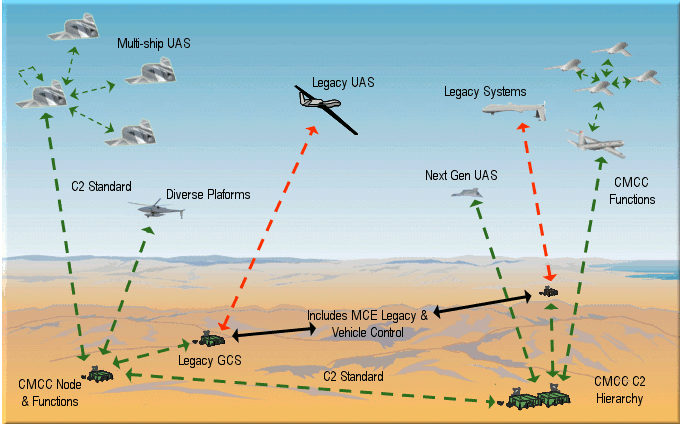 Multi-ship UAS
Legacy UAS
Legacy Systems
C2 Standard
Diverse Plaforms
Next Gen UAS
CMCC
Functions
Includes MCE Legacy &
Vehicle Control
Legacy GCS
C2 Standard
CMCC Node
& Functions
CMCC C2
Hierarchy